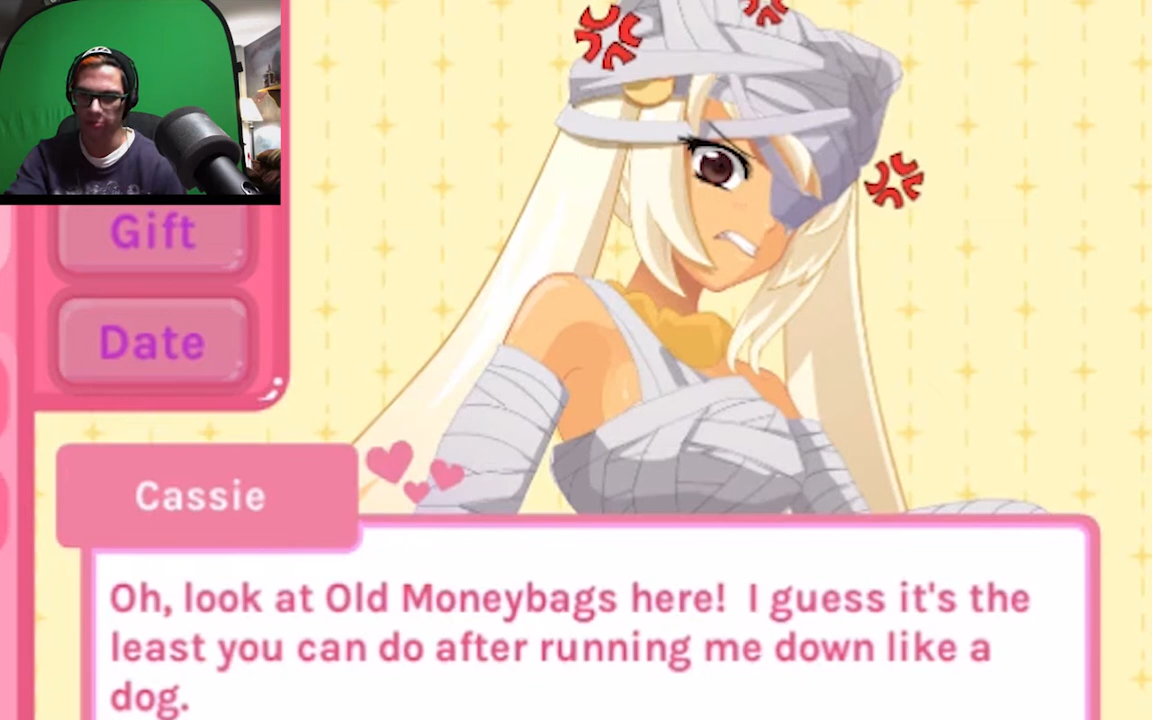 Gift
Date
Cassie
Oh, look at Old Moneybags here!  I guess it's the
least you can do after running me down like a
dog.